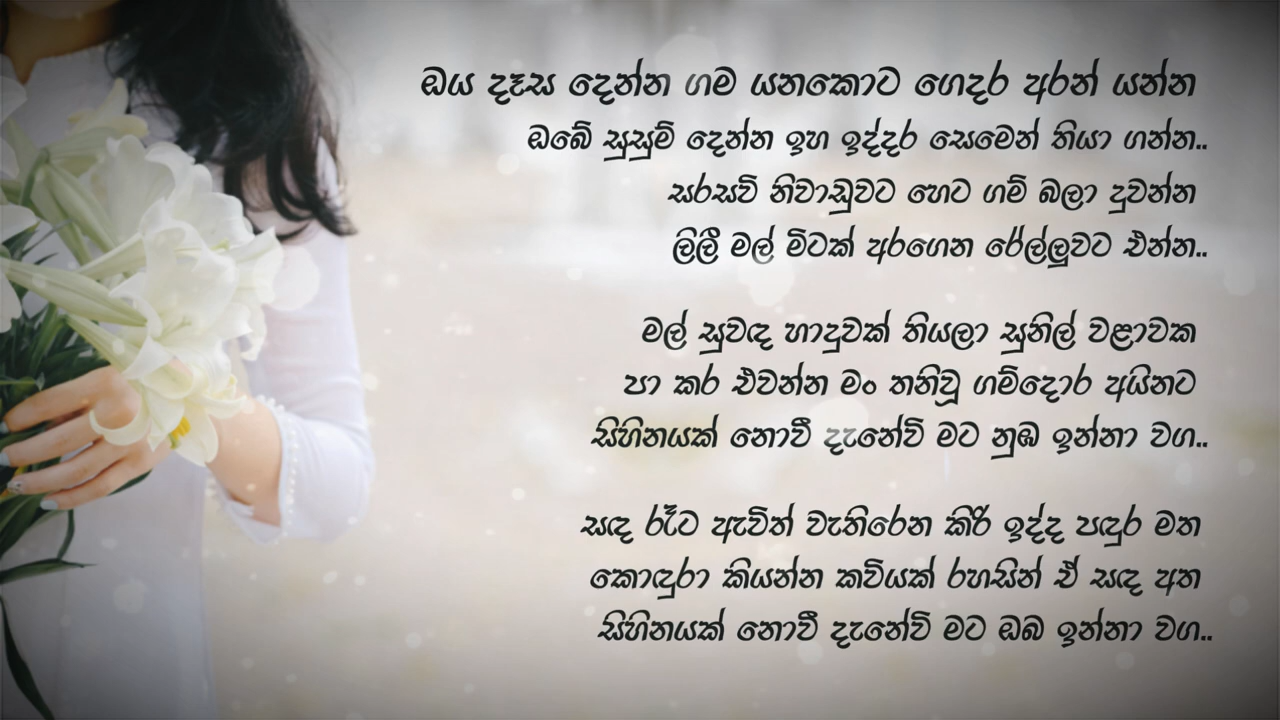 ඔය දෑස දෙන්න ගම යනකොට ගෙදර අරන් යන්න
ඔබේ සුසුම් දෙන්න ඉහ ඉද්දර සෙමෙන් තියා ගන්න..
සරසවි නිවාඩුවට හෙට ගම් බලා දුවන්න
ලිලී මල් මිටක් අරගෙන රේල්ලුවට එන්න..
මල් සුවඳ හාදුවක් තියලා සුනිල් වළාවක
පා කර එවන්න මං තනිවූ ගම්දොර අයිනට
සිහිනයක් නොවී දැනේවි මට නුඹ ඉන්නා වග..
සඳ රෑට ඇවිත් වැතිරෙන කිරි ඉද්ද පඳුර මත
කොඳුරා කියන්න කවියක් රහසින් ඒ සඳ අත
සිහිනයක් නොවී දැනේවි මට ඔබ ඉන්නා වග..